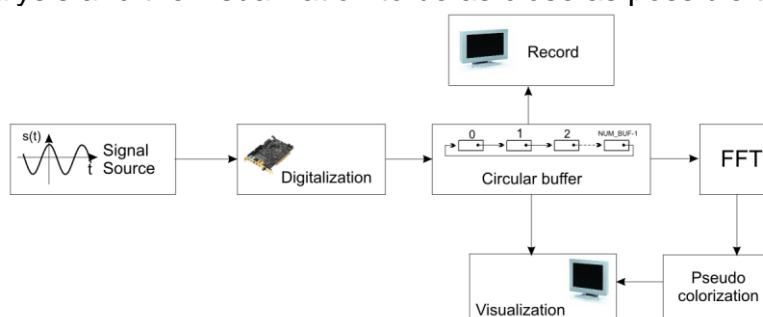 Record
s(t)
t
Signal
Source
Digitalization
0 1 2 NUM_BUF-1
Circular buffer
FFT
Visualization
Pseudo
colorization